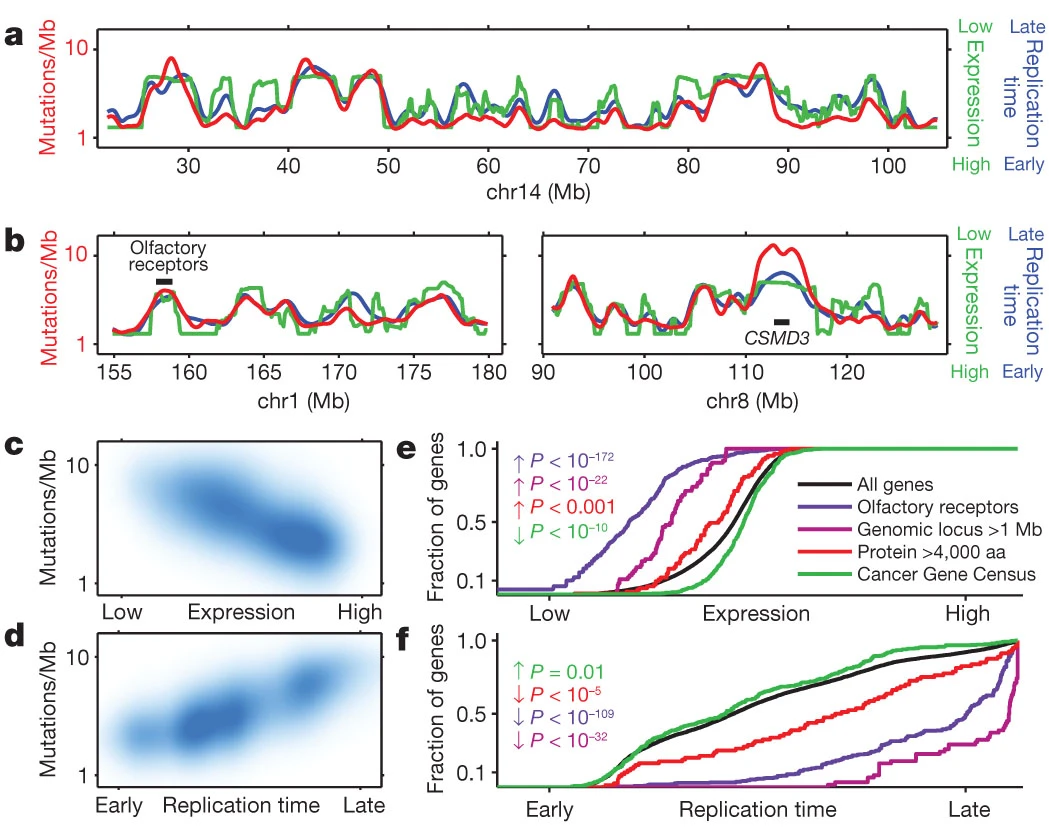 a
Mutations/Mb
10
1
30 40 50 60 70 80 90 100
chr14 (Mb)
Low Late
Expression
Replication
time
High Early
b
Mutations/Mb
10
1
Olfactory
receptors
155 160 165 170 175 180
chr1 (Mb)
CSMD3
90 100 110 120
chr8 (Mb)
Low Late
Expression
Replication
time
High Early
c
Mutations/Mb
10
1
Low Expression High
d
Mutations/Mb
10
1
Early Replication time Late
e
Fraction of genes
1.0
0.5
0.1
↑ P < 10⁻¹⁷²
↑ P < 10⁻²²
↑ P < 0.001
↓ P < 10⁻¹⁰
All genes
Olfactory receptors
Genomic locus >1 Mb
Protein >4,000 aa
Cancer Gene Census
Low Expression High
f
Fraction of genes
1.0
0.5
0.1
↑ P = 0.01
↓ P < 10⁻⁵
↓ P < 10⁻¹⁰⁹
↓ P < 10⁻³²
Early Replication time Late